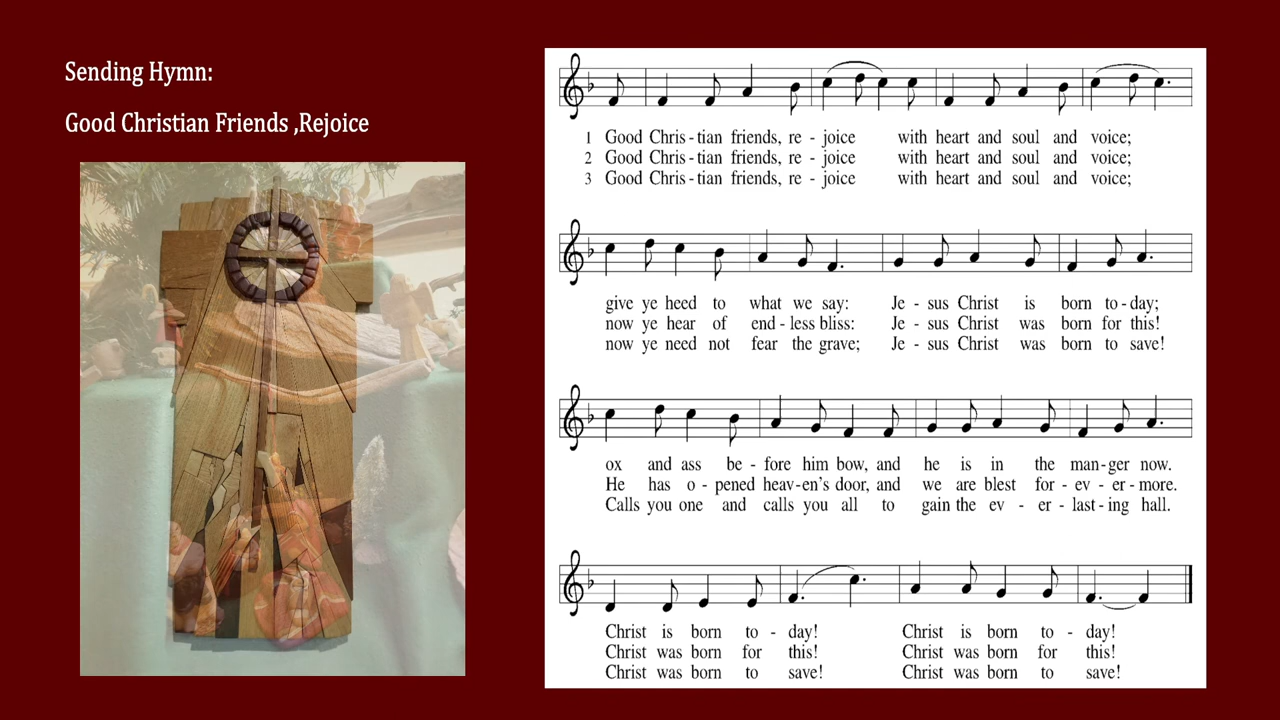 Sending Hymn:
Good Christian Friends ,Rejoice
1 Good Chris - tian friends, re - joice with heart and soul and voice;
2 Good Chris - tian friends, re - joice with heart and soul and voice;
3 Good Chris - tian friends, re - joice with heart and soul and voice;
give ye heed to what we say: Je - sus Christ is born to - day;
now ye hear of end - less bliss: Je - sus Christ was born for this!
now ye need not fear the grave; Je - sus Christ was born to save!
ox and ass be - fore him bow, and he is in the man - ger now.
He has o - pened heav - en's door, and we are blest for - ev - er - more.
Calls you one and calls you all to gain the ev - er - last - ing hall.
Christ is born to - day! Christ is born to - day!
Christ was born for this! Christ was born for this!
Christ was born to save! Christ was born to save!